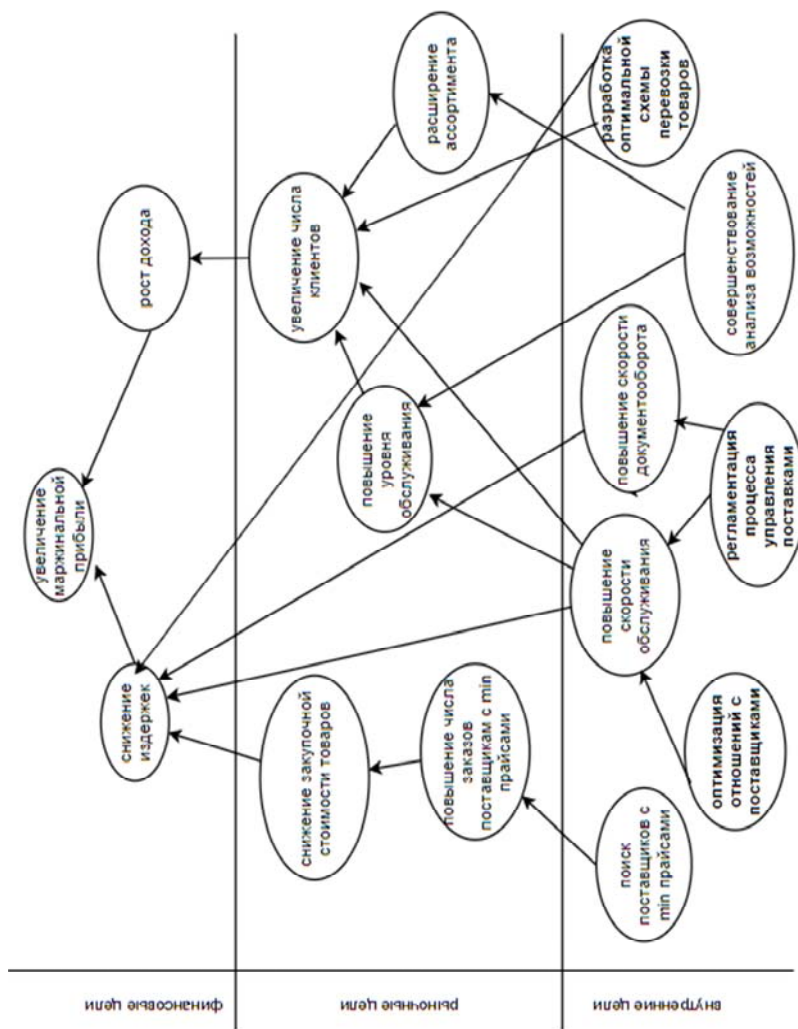 финансовые цели
увеличение
маржинальной
прибыли
снижение
издержек
рост дохода
рыночные цели
снижение закупочной
стоимости товаров
повышение числа
заказов
поставщикам с min
прайсами
повышение
уровня
обслуживания
увеличение числа
клиентов
расширение
ассортимента
внутренние цели
поиск
поставщиков с
min прайсами
оптимизация
отношений с
поставщиками
повышение
скорости
обслуживания
регламентация
процесса
управления
поставками
повышение скорости
документооборота
совершенствование
анализа возможностей
разработка
оптимальной
схемы
перевозки
товаров